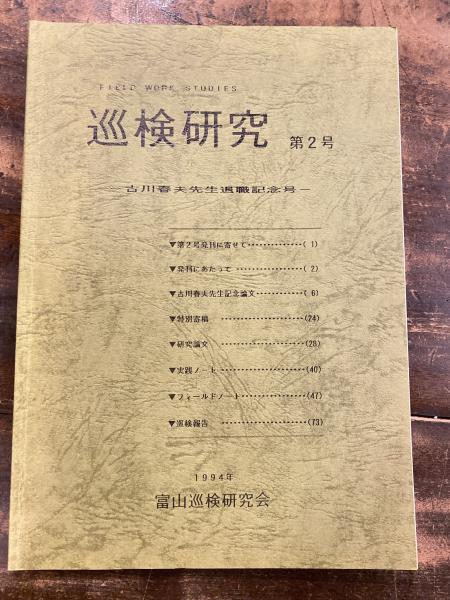 FIELD WORK STUDIES
巡検研究 第2号
―古川春夫先生退職記念号―
▼第2号発刊に寄せて……………( 1)
▼発刊にあたって ………………( 2)
▼古川春夫先生記念論文…………( 6)
▼特別寄稿 …………………(24)
▼研究論文 …………………(28)
▼実践ノート …………………(40)
▼フィールドノート………………(47)
▼巡検報告 …………………(73)
1994年
富山巡検研究会